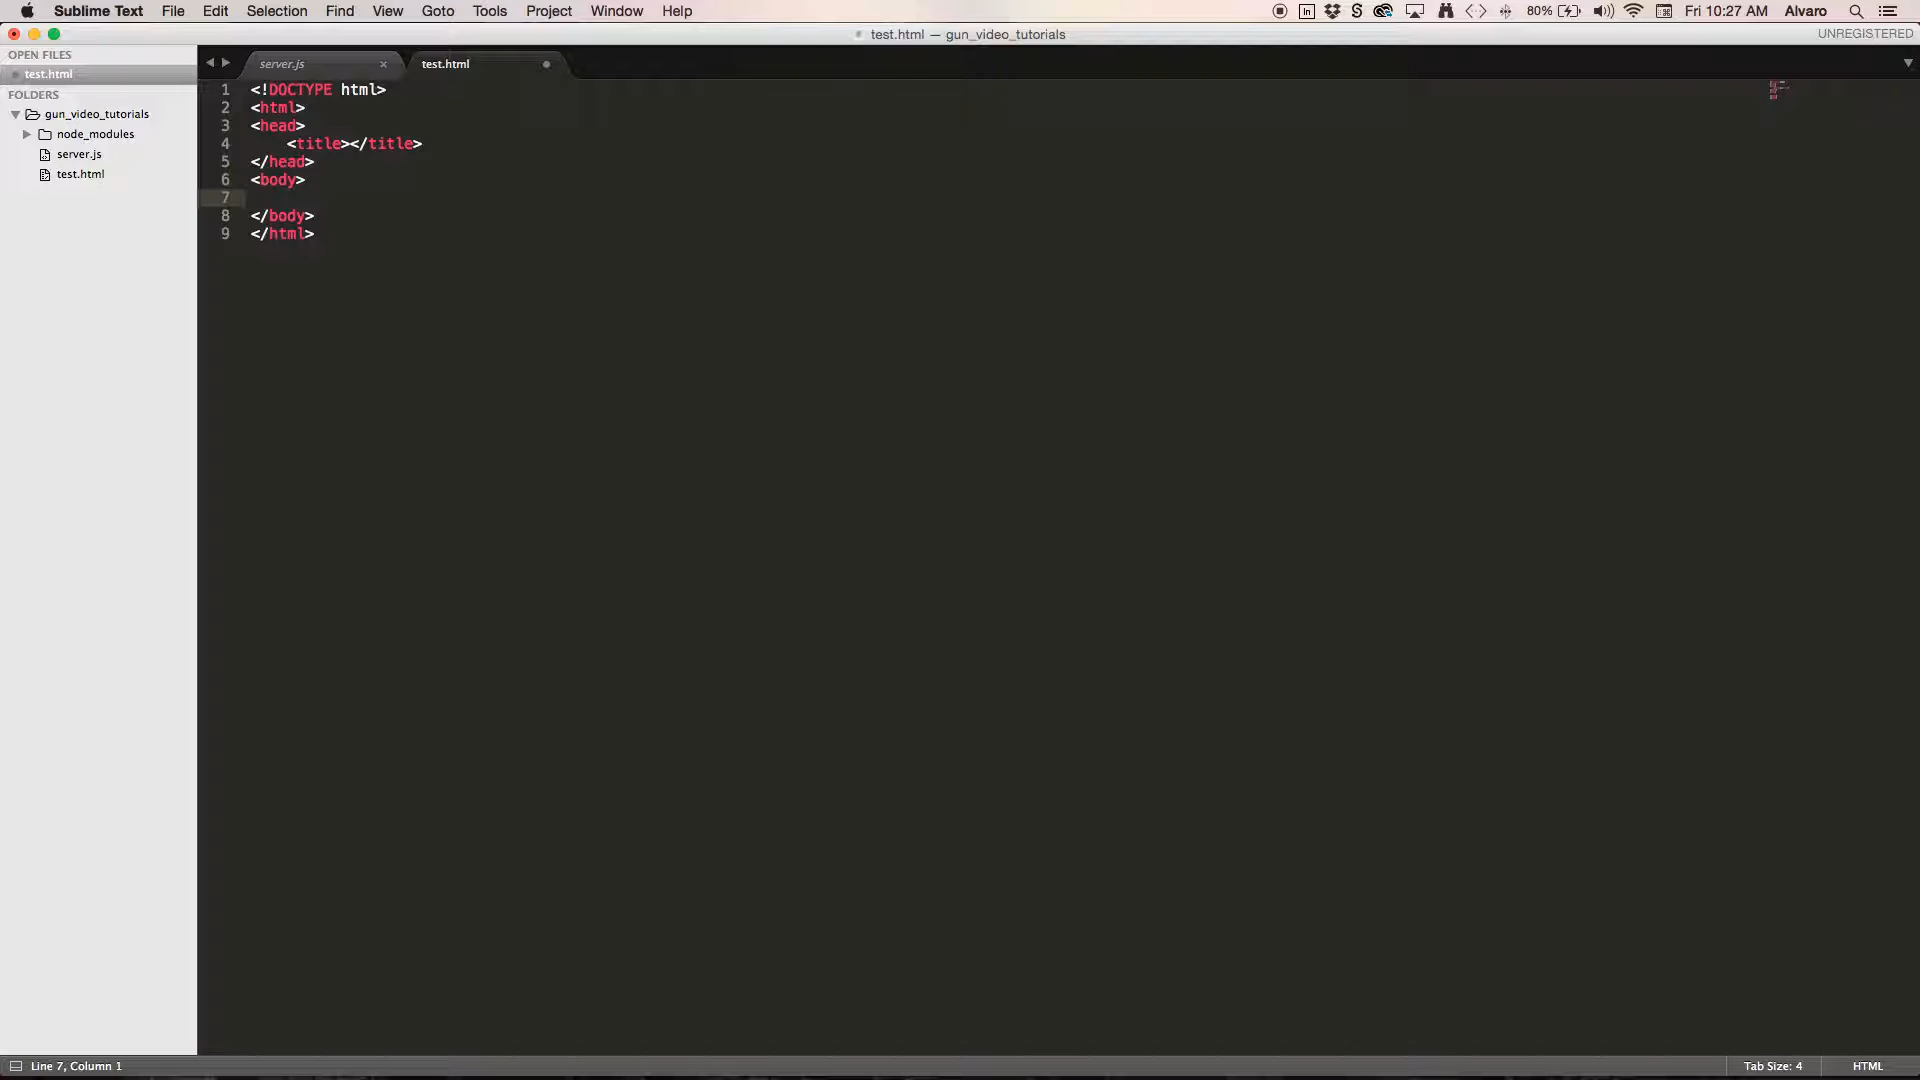 Sublime Text File Edit Selection Find View Goto Tools Project Window Help 80% Fri 10:27 AM Alvaro
test.html — gun_video_tutorials UNREGISTERED
OPEN FILES
test.html
FOLDERS
gun_video_tutorials
node_modules
server.js
test.html
server.js × test.html
1 <!DOCTYPE html>
2 <html>
3 <head>
4 <title></title>
5 </head>
6 <body>
7
8 </body>
9 </html>
Line 7, Column 1 Tab Size: 4 HTML